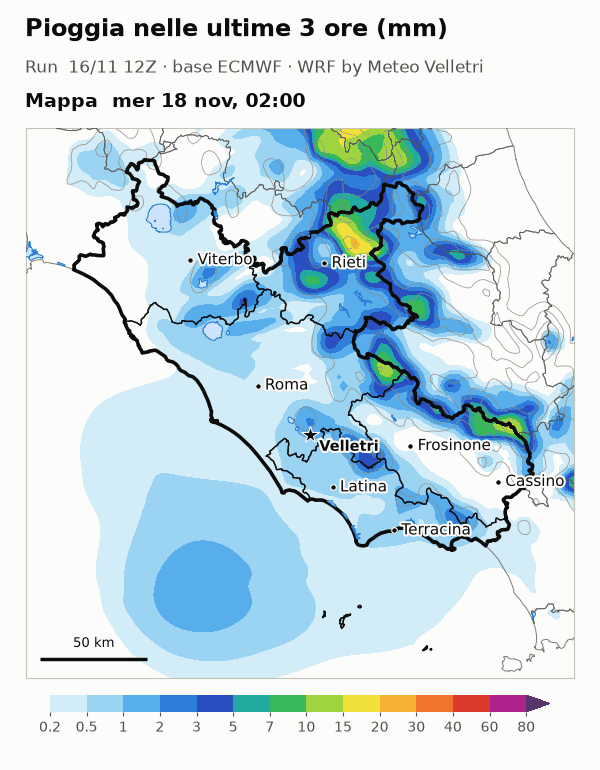 Pioggia nelle ultime 3 ore (mm)
Run  16/11 12Z · base ECMWF · WRF by Meteo Velletri
Mappa  mer 18 nov, 02:00
Viterbo
Rieti
Roma
Velletri
Frosinone
Latina
Cassino
Terracina
50 km
0.2 0.5 1 2 3 5 7 10 15 20 30 40 60 80